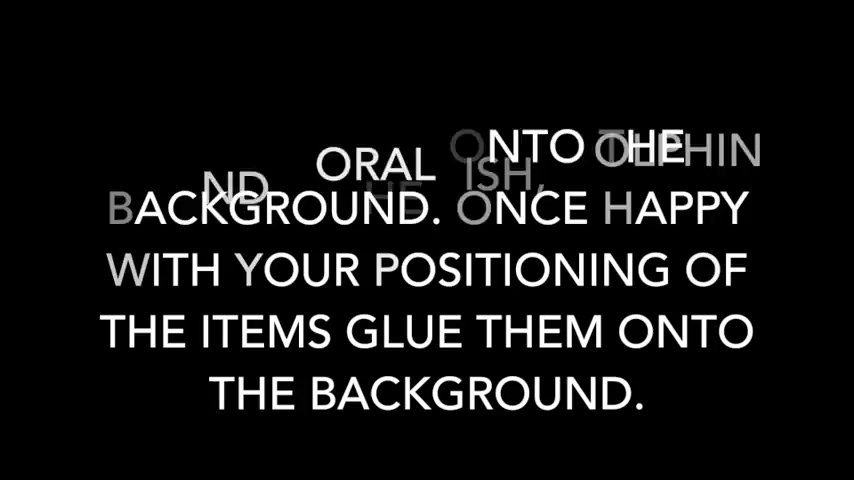 ORAL ONTO THE
ND ISH,
BACKGROUND. ONCE HAPPY
WITH YOUR POSITIONING OF
THE ITEMS GLUE THEM ONTO
THE BACKGROUND.